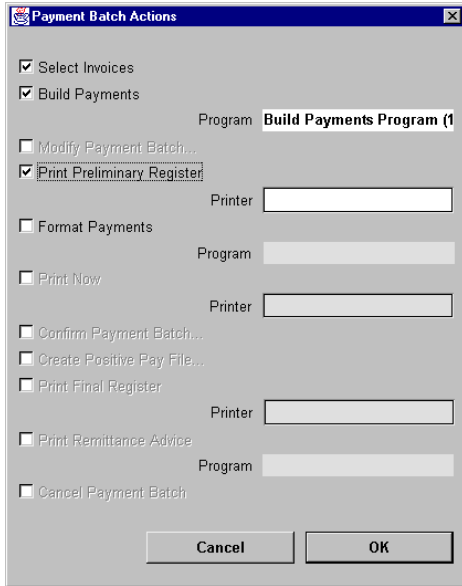 Payment Batch Actions
Select Invoices
Build Payments
Program Build Payments Program (1
Modify Payment Batch...
Print Preliminary Register
Printer
Format Payments
Program
Print Now
Printer
Confirm Payment Batch...
Create Positive Pay File...
Print Final Register
Printer
Print Remittance Advice
Program
Cancel Payment Batch
Cancel OK